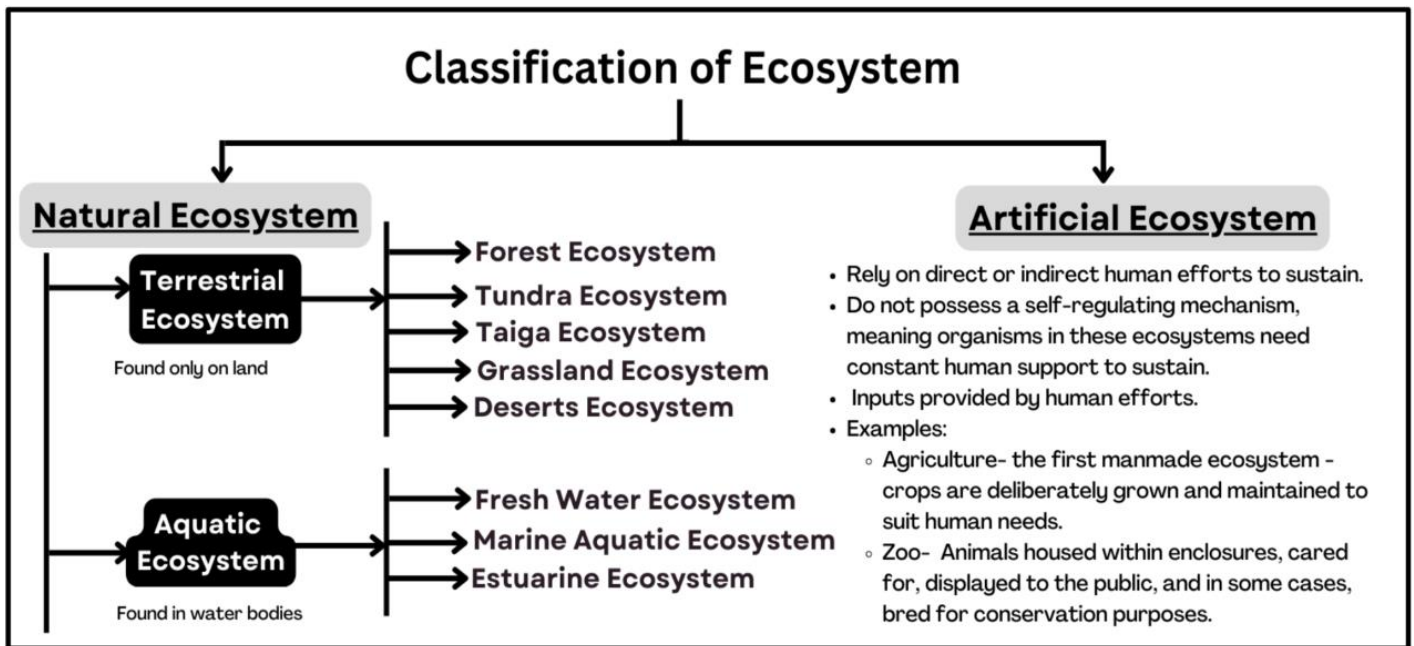 Classification of Ecosystem
Natural Ecosystem
Terrestrial
Ecosystem
Found only on land
Forest Ecosystem
Tundra Ecosystem
Taiga Ecosystem
Grassland Ecosystem
Deserts Ecosystem
Aquatic
Ecosystem
Found in water bodies
Fresh Water Ecosystem
Marine Aquatic Ecosystem
Estuarine Ecosystem
Artificial Ecosystem
• Rely on direct or indirect human efforts to sustain.
• Do not possess a self-regulating mechanism,
meaning organisms in these ecosystems need
constant human support to sustain.
• Inputs provided by human efforts.
• Examples:
◦ Agriculture- the first manmade ecosystem -
crops are deliberately grown and maintained to
suit human needs.
◦ Zoo- Animals housed within enclosures, cared
for, displayed to the public, and in some cases,
bred for conservation purposes.